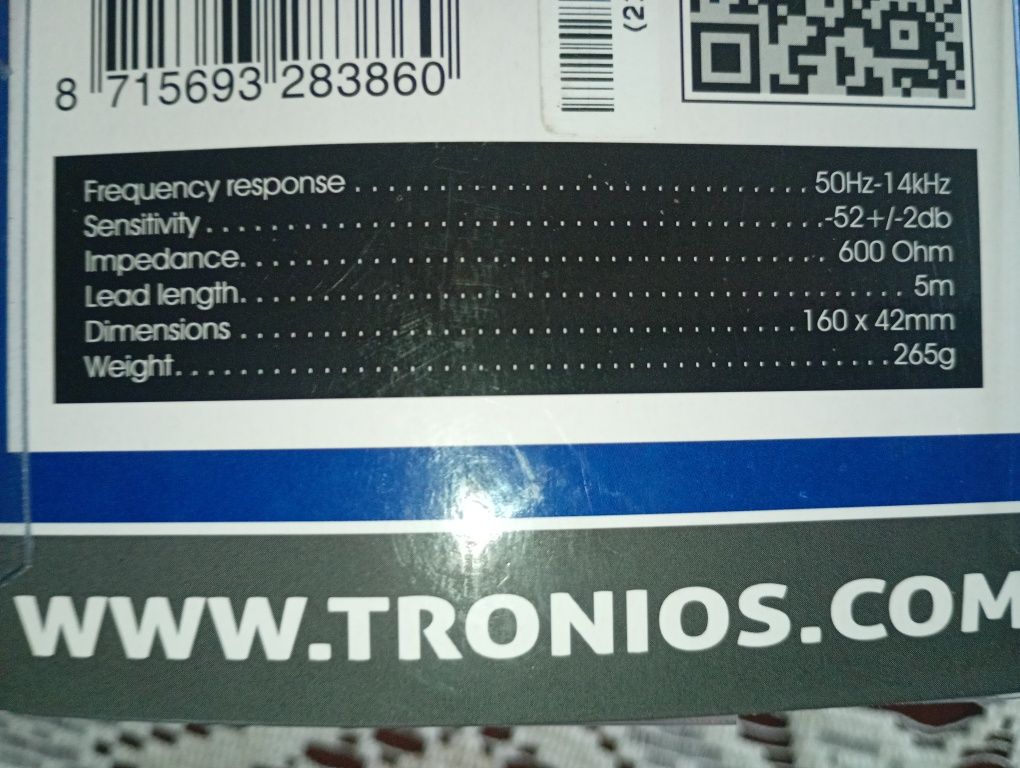 8 715693 283860
Frequency response . . . . . . . . . . . . . . . . . . . . . . . . . . . . . . . . 50Hz-14kHz
Sensitivity . . . . . . . . . . . . . . . . . . . . . . . . . . . . . . . . . . . . . . . . -52+/-2db
Impedance. . . . . . . . . . . . . . . . . . . . . . . . . . . . . . . . . . . . . . 600 Ohm
Lead length. . . . . . . . . . . . . . . . . . . . . . . . . . . . . . . . . . . . . . . . . . 5m
Dimensions . . . . . . . . . . . . . . . . . . . . . . . . . . . . . . . . . . . 160 x 42mm
Weight. . . . . . . . . . . . . . . . . . . . . . . . . . . . . . . . . . . . . . . . . . . . . 265g
WWW.TRONIOS.COM